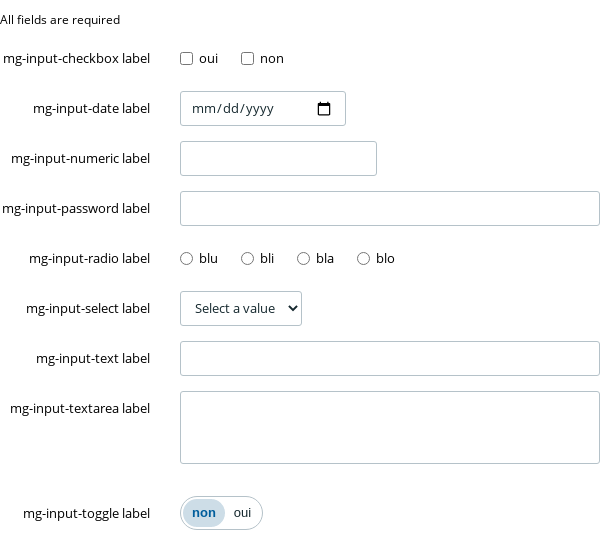 All fields are required
mg-input-checkbox label oui non
mg-input-date label mm/dd/yyyy
mg-input-numeric label
mg-input-password label
mg-input-radio label blu bli bla blo
mg-input-select label Select a value
mg-input-text label
mg-input-textarea label
mg-input-toggle label non oui